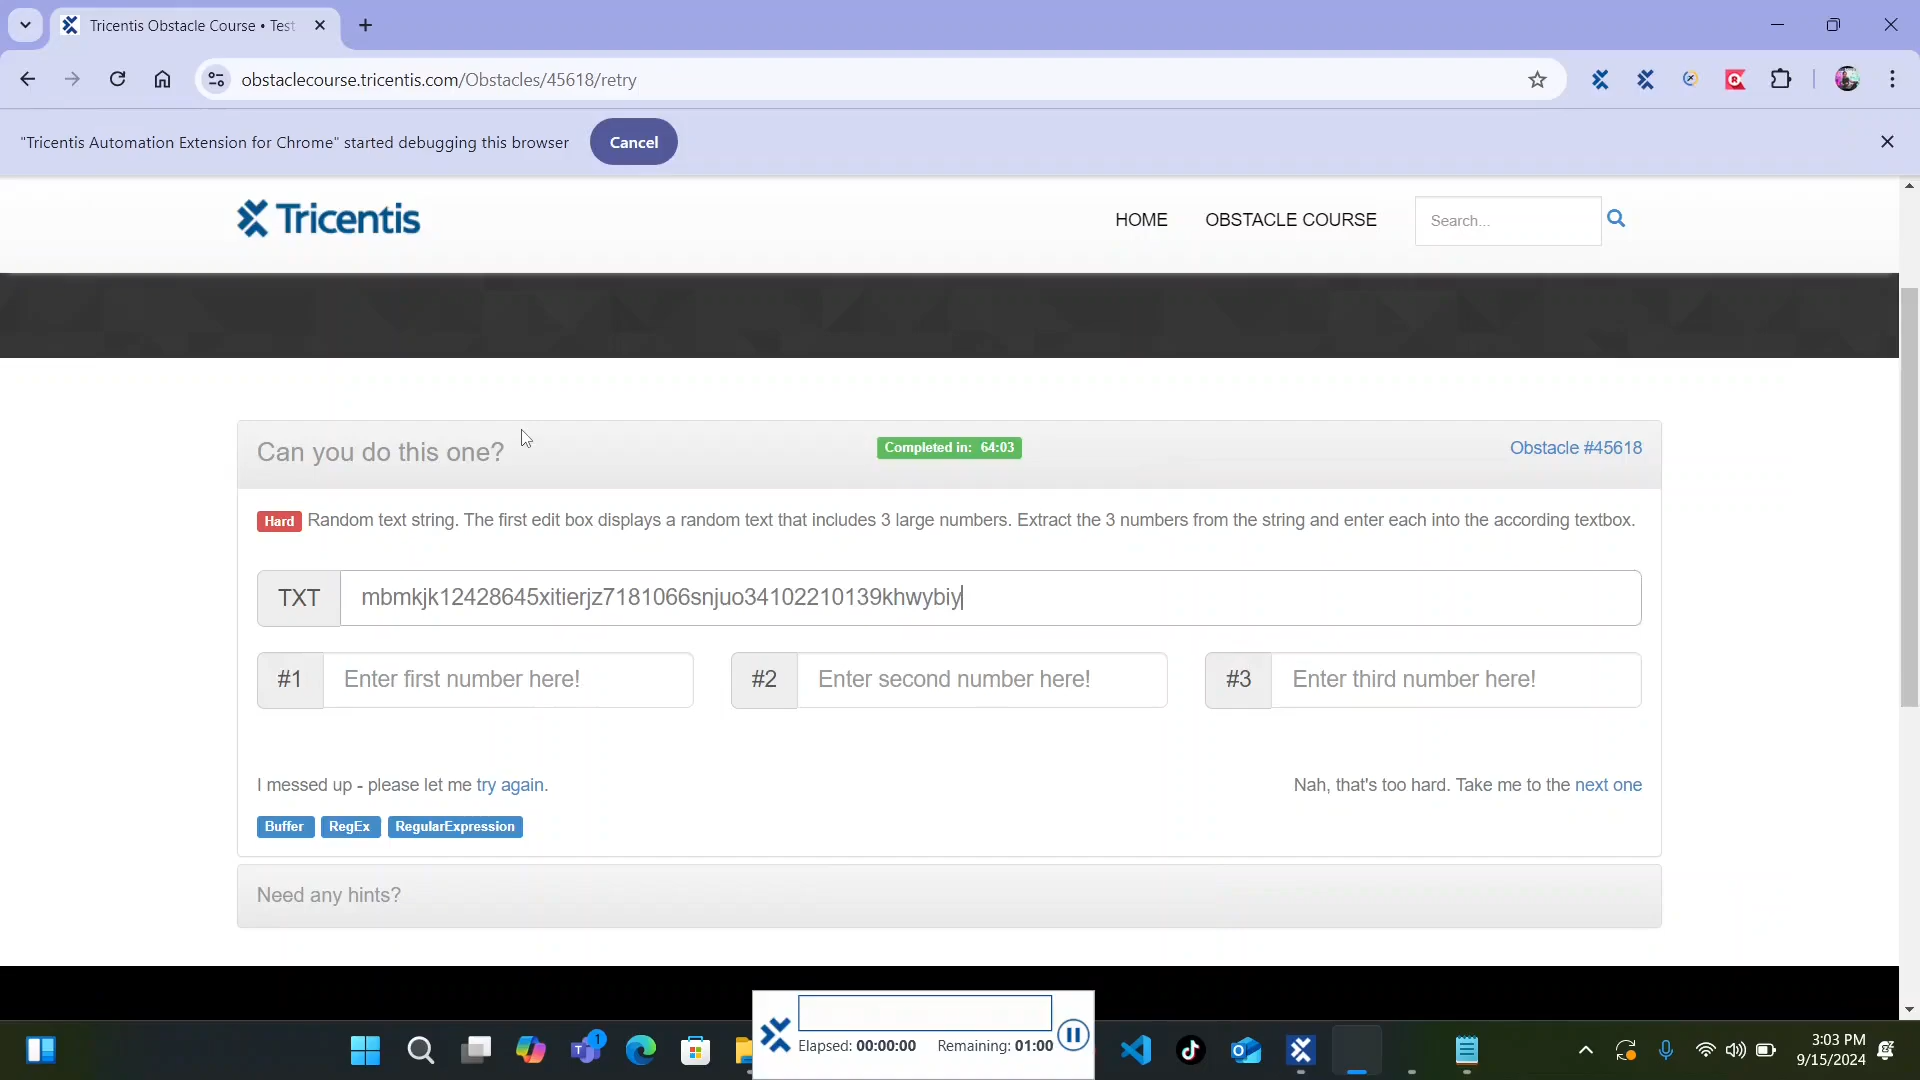 Tricentis Obstacle Course • Test
obstaclecourse.tricentis.com/Obstacles/45618/retry
"Tricentis Automation Extension for Chrome" started debugging this browser
Cancel
Tricentis
HOME
OBSTACLE COURSE
Search...
Can you do this one?
Completed in: 64:03
Obstacle #45618
Hard Random text string. The first edit box displays a random text that includes 3 large numbers. Extract the 3 numbers from the string and enter each into the according textbox.
TXT mbmkjk12428645xitierjz7181066snjuo34102210139khwybiy
#1 Enter first number here!
#2 Enter second number here!
#3 Enter third number here!
I messed up - please let me try again.
Nah, that's too hard. Take me to the next one
Buffer RegEx RegularExpression
Need any hints?
Elapsed: 00:00:00 Remaining: 01:00
1
3:03 PM
9/15/2024